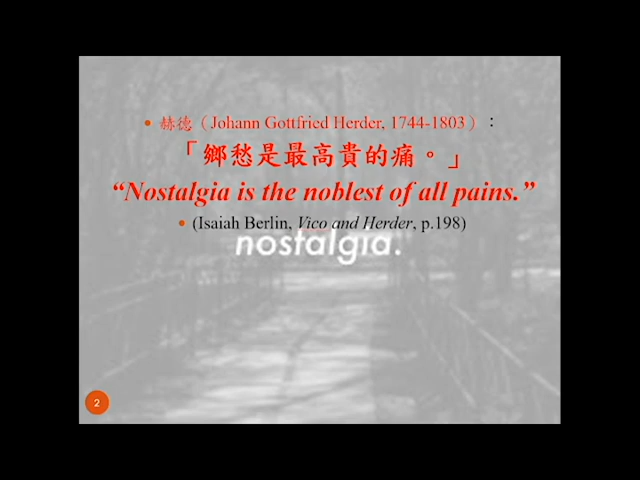 赫德（Johann Gottfried Herder, 1744-1803）：
「鄉愁是最高貴的痛。」
“Nostalgia is the noblest of all pains.”
(Isaiah Berlin, Vico and Herder, p.198)
nostalgia.
2